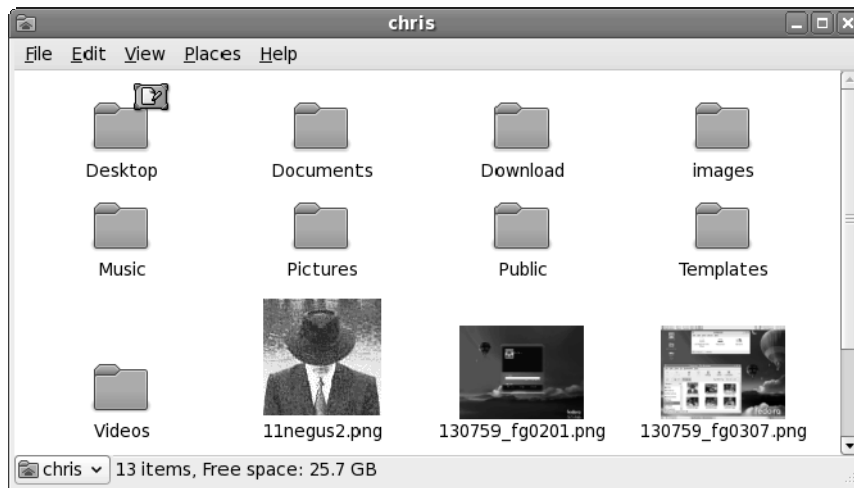 chris
File Edit View Places Help
Desktop Documents Download images
Music Pictures Public Templates
Videos 11negus2.png 130759_fg0201.png 130759_fg0307.png
chris 13 items, Free space: 25.7 GB